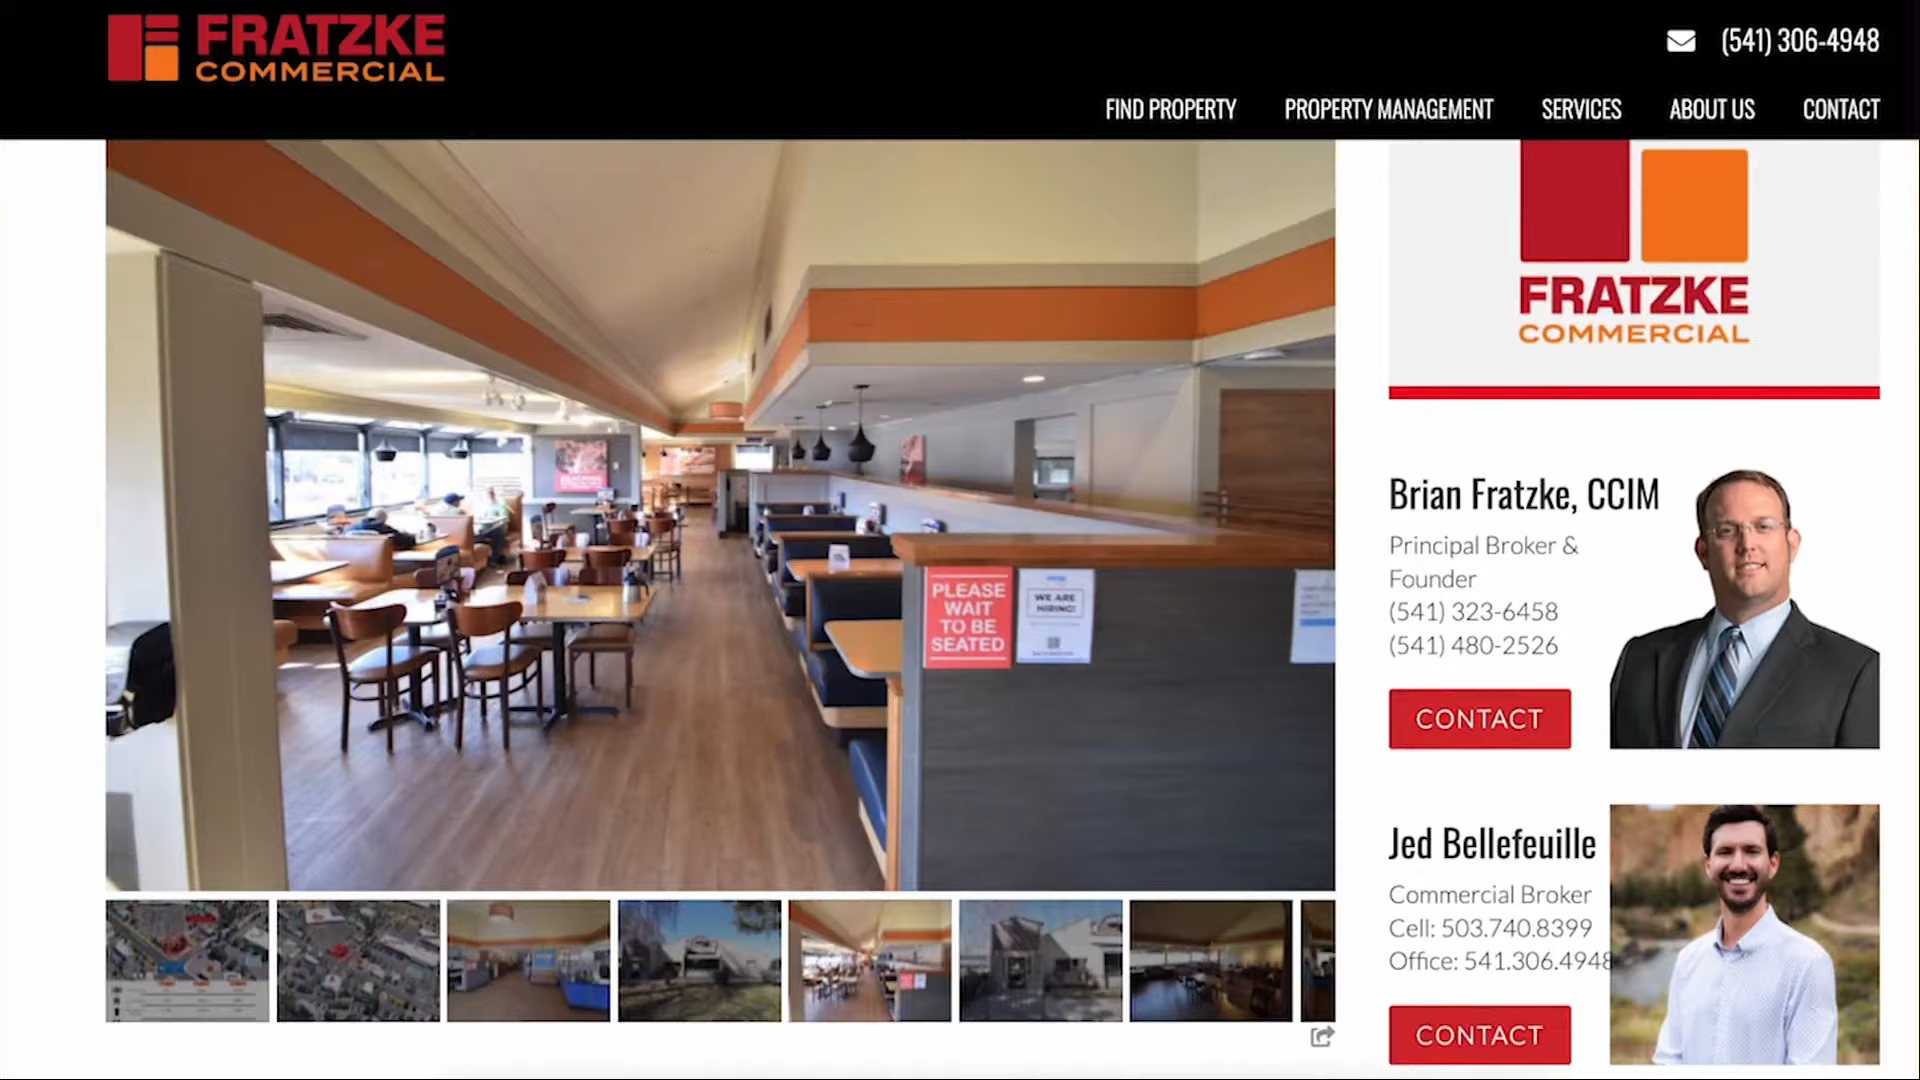 FRATZKE
COMMERCIAL
(541) 306-4948
FIND PROPERTY
PROPERTY MANAGEMENT
SERVICES
ABOUT US
CONTACT
PLEASE
WAIT
TO BE
SEATED
WE ARE
HIRING!
FRATZKE
COMMERCIAL
Brian Fratzke, CCIM
Principal Broker &
Founder
(541) 323-6458
(541) 480-2526
CONTACT
Jed Bellefeuille
Commercial Broker
Cell: 503.740.8399
Office: 541.306.4948
CONTACT